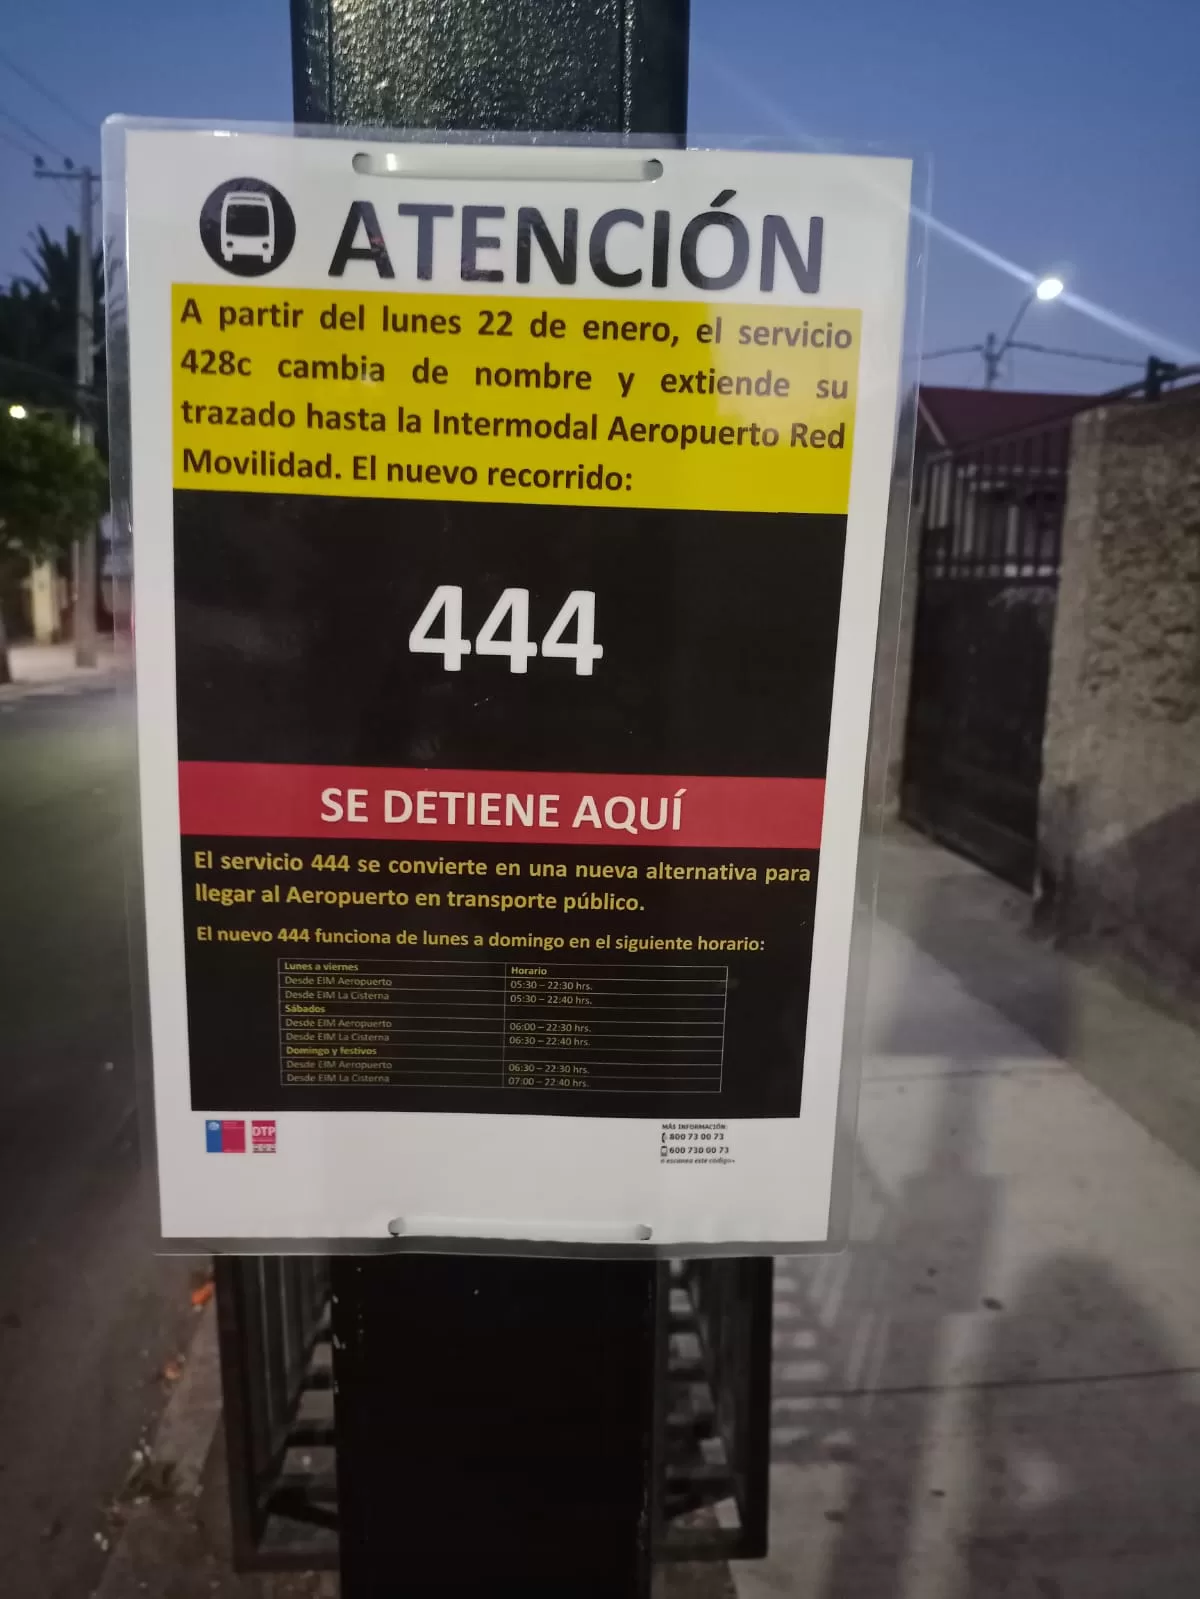 ATENCIÓN
A partir del lunes 22 de enero, el servicio
428c cambia de nombre y extiende su
trazado hasta la Intermodal Aeropuerto Red
Movilidad. El nuevo recorrido:
444
SE DETIENE AQUÍ
El servicio 444 se convierte en una nueva alternativa para
llegar al Aeropuerto en transporte público.
El nuevo 444 funciona de lunes a domingo en el siguiente horario:
Lunes a viernes Horario
Desde EIM Aeropuerto 05:30 – 22:30 hrs.
Desde EIM La Cisterna 05:30 – 22:40 hrs.
Sábados
Desde EIM Aeropuerto 06:00 – 22:30 hrs.
Desde EIM La Cisterna 06:30 – 22:40 hrs.
Domingo y festivos
Desde EIM Aeropuerto 06:30 – 22:30 hrs.
Desde EIM La Cisterna 07:00 – 22:40 hrs.
DTP
MÁS INFORMACIÓN:
800 73 00 73
600 730 00 73
o escanea este código